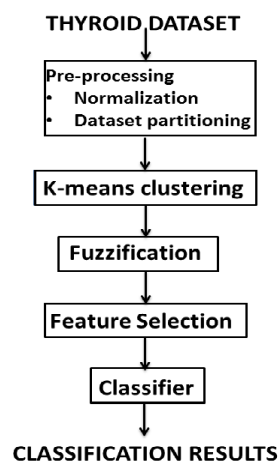 THYROID DATASET
Pre-processing
• Normalization
• Dataset partitioning
K-means clustering
Fuzzification
Feature Selection
Classifier
CLASSIFICATION RESULTS